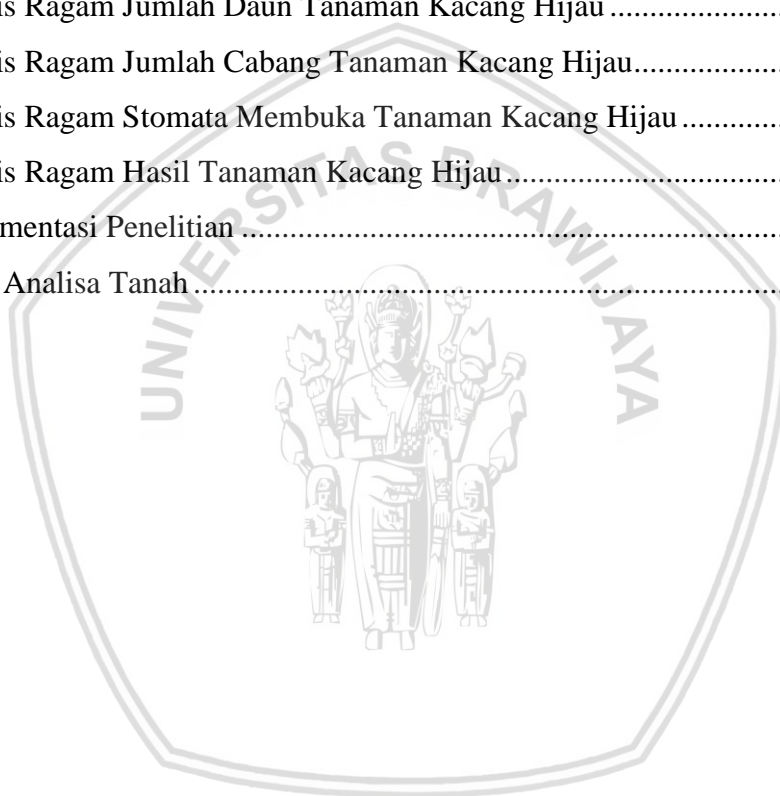 is Ragam Jumlah Daun Tanaman Kacang Hijau ........................
is Ragam Jumlah Cabang Tanaman Kacang Hijau.....................
is Ragam Stomata Membuka Tanaman Kacang Hijau ...............
is Ragam Hasil Tanaman Kacang Hijau ....................................
mentasi Penelitian .......................................................................
Analisa Tanah .............................................................................
UNIVERSITAS BRAWIJAYA